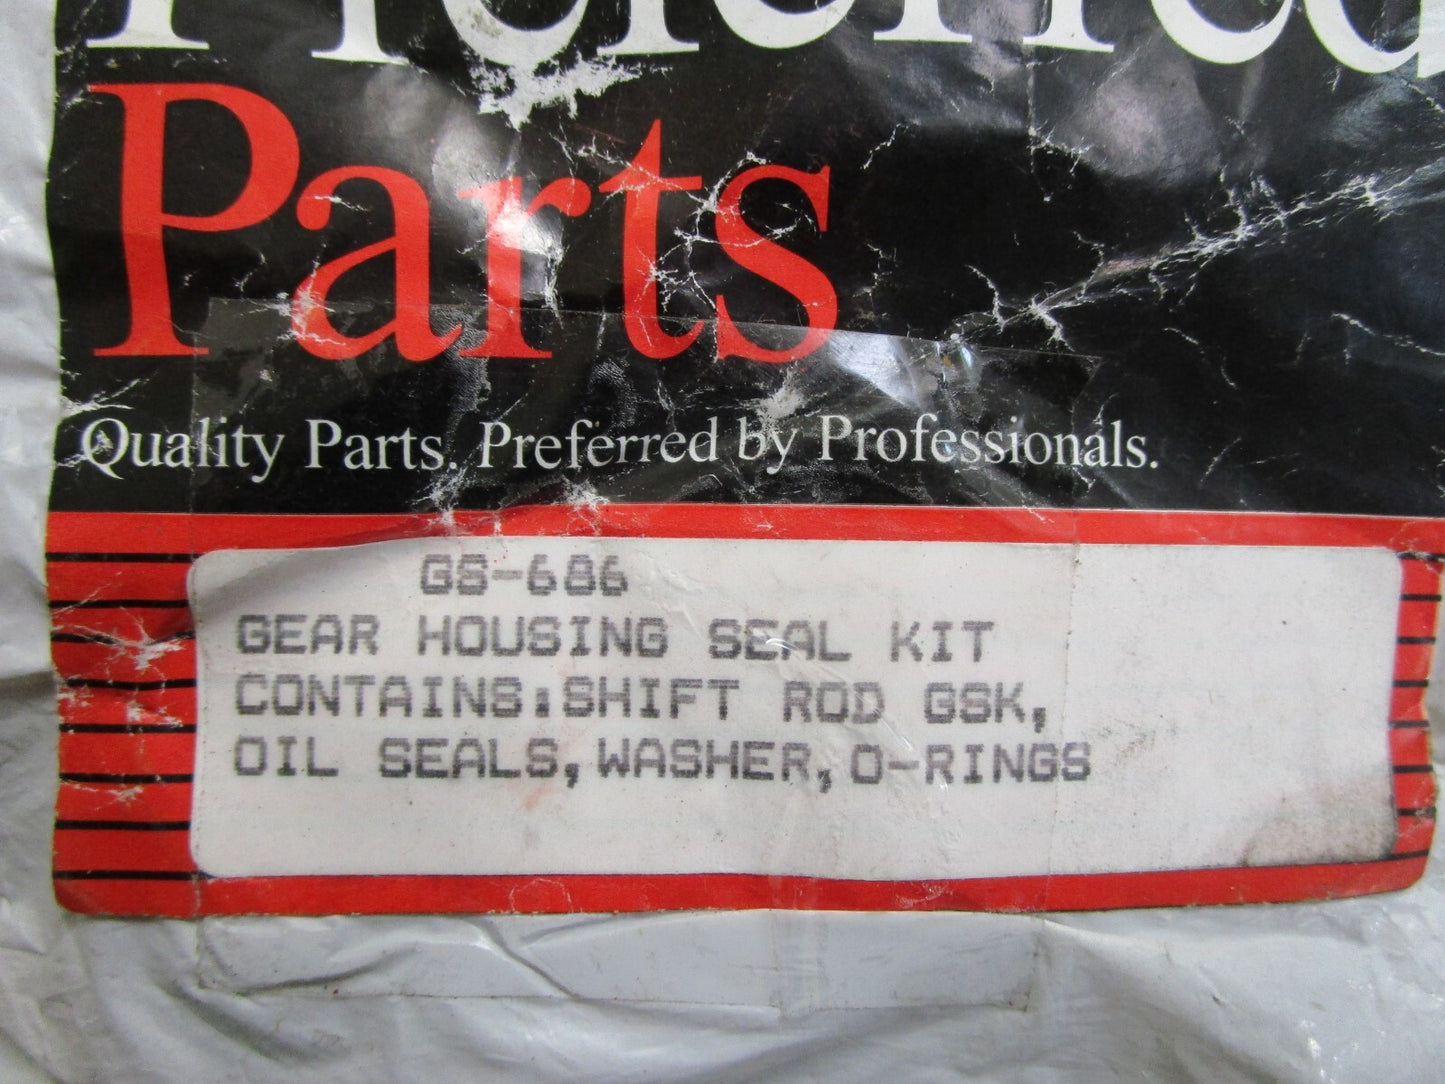 Preferred
Parts
Quality Parts. Preferred by Professionals.
GS-686
GEAR HOUSING SEAL KIT
CONTAINS:SHIFT ROD GSK,
OIL SEALS,WASHER,O-RINGS